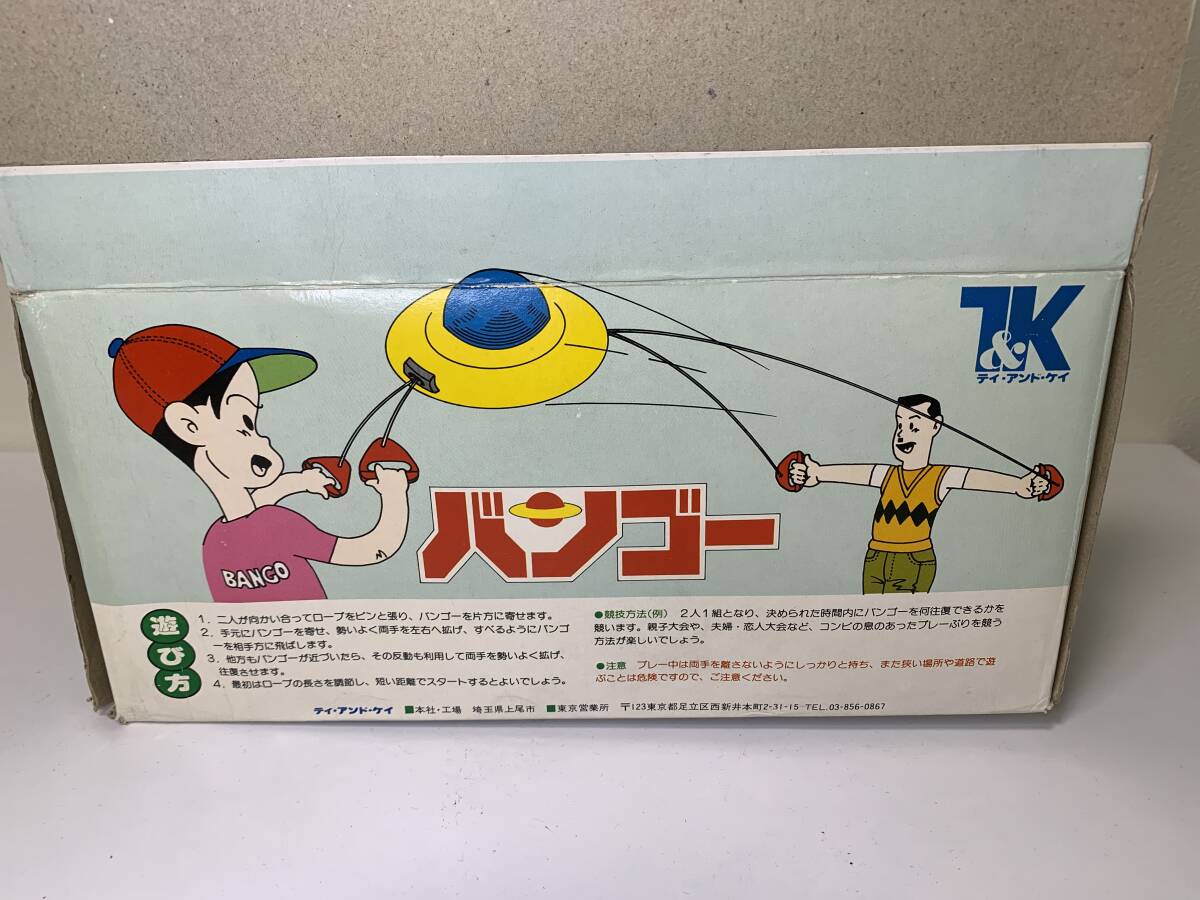 T&K
ティ・アンド・ケイ
バンゴー
BANGO
遊び方
1. 二人が向かい合ってロープをピンと張り、バンゴーを片方に寄せます。
2. 手元にバンゴーを寄せ、勢いよく両手を左右へ拡げ、すべるようにバンゴ
ーを相手方に飛ばします。
3. 他方もバンゴーが近づいたら、その反動も利用して両手を勢いよく拡げ、
往復させます。
4. 最初はロープの長さを調節し、短い距離でスタートするとよいでしょう。
●競技方法(例) 2人1組となり、決められた時間内にバンゴーを何往復できるかを
競います。親子大会や、夫婦・恋人大会など、コンビの息のあったプレーぶりを競う
方法が楽しいでしょう。
●注意 プレー中は両手を離さないようにしっかりと持ち、また狭い場所や道路で遊
ぶことは危険ですので、ご注意ください。
ティ・アンド・ケイ ■本社・工場 埼玉県上尾市 ■東京営業所 〒123東京都足立区西新井本町2-31-15-TEL.03-856-0867